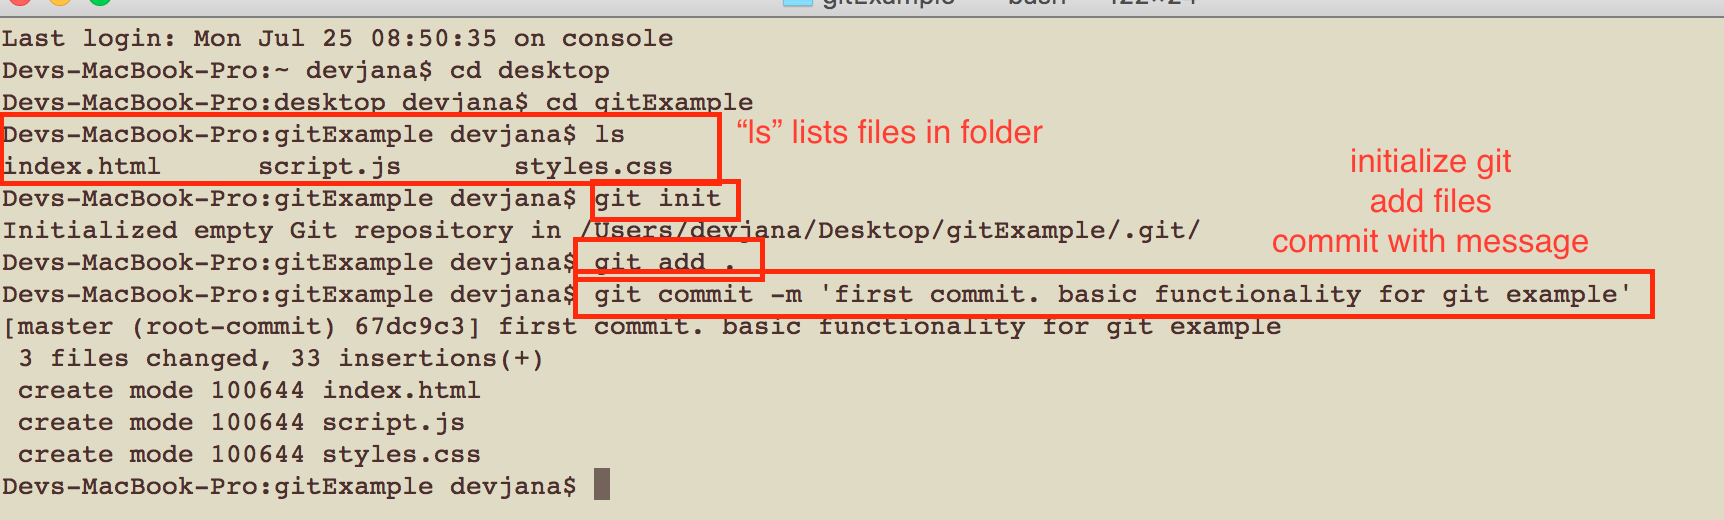 Last login: Mon Jul 25 08:50:35 on console
Devs-MacBook-Pro:~ devjana$ cd desktop
Devs-MacBook-Pro:desktop devjana$ cd gitExample
Devs-MacBook-Pro:gitExample devjana$ ls
“ls” lists files in folder
index.html script.js styles.css
initialize git
add files
commit with message
Devs-MacBook-Pro:gitExample devjana$ git init
Initialized empty Git repository in /Users/devjana/Desktop/gitExample/.git/
Devs-MacBook-Pro:gitExample devjana$ git add .
Devs-MacBook-Pro:gitExample devjana$ git commit -m 'first commit. basic functionality for git example'
[master (root-commit) 67dc9c3] first commit. basic functionality for git example
3 files changed, 33 insertions(+)
create mode 100644 index.html
create mode 100644 script.js
create mode 100644 styles.css
Devs-MacBook-Pro:gitExample devjana$